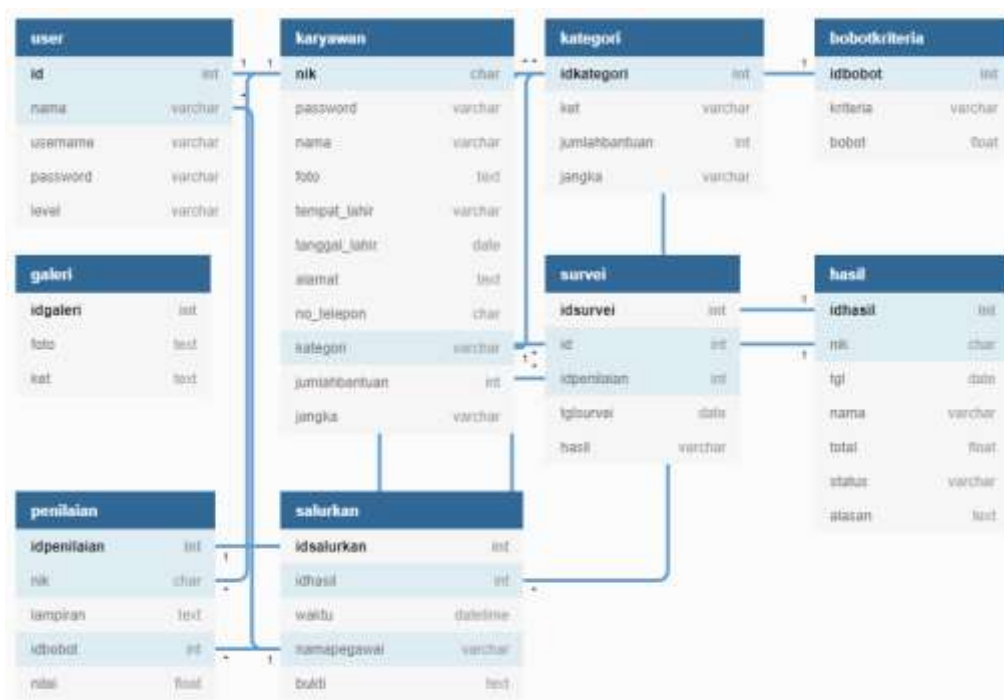 user
id int
nama varchar
username varchar
password varchar
level varchar
karyawan
nik char
password varchar
nama varchar
foto text
tempat_lahir varchar
tanggal_lahir date
alamat text
no_telepon char
kategori varchar
jumlahbantuan int
jangka varchar
kategori
idkategori int
ket varchar
jumlahbantuan int
jangka varchar
bobotkriteria
idbobot int
kriteria varchar
bobot float
galeri
idgaleri int
foto text
ket text
survei
idsurvei int
id int
idpenilaian int
tglsurvei date
hasil varchar
hasil
idhasil int
nik char
tgl date
nama varchar
total float
status varchar
alasan text
penilaian
idpenilaian int
nik char
lampiran text
idbobot int
nilai float
salurkan
idsalurkan int
idhasil int
waktu datetime
namapegawai varchar
bukti text